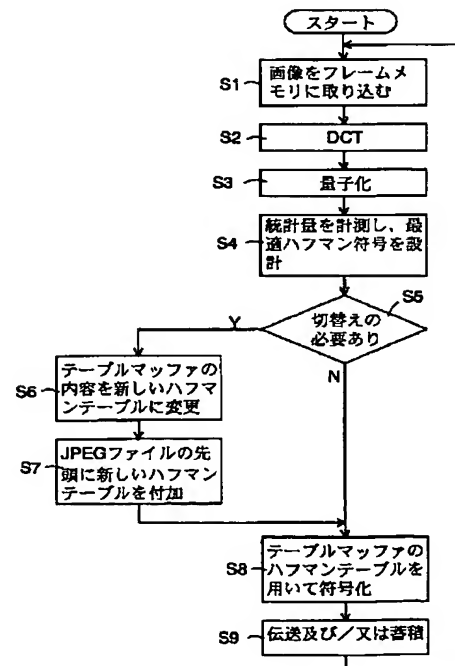 スタート
S1
画像をフレームメ
モリに取り込む
S2
DCT
S3
量子化
S4
統計量を計測し、最
適ハフマン符号を設
計
S5
切替えの
必要あり
Y
N
S6
テーブルマッファの
内容を新しいハフマ
ンテーブルに変更
S7
JPEGファイルの先
頭に新しいハフマン
テーブルを付加
S8
テーブルマッファの
ハフマンテーブルを
用いて符号化
S9
伝送及び/又は蓄積